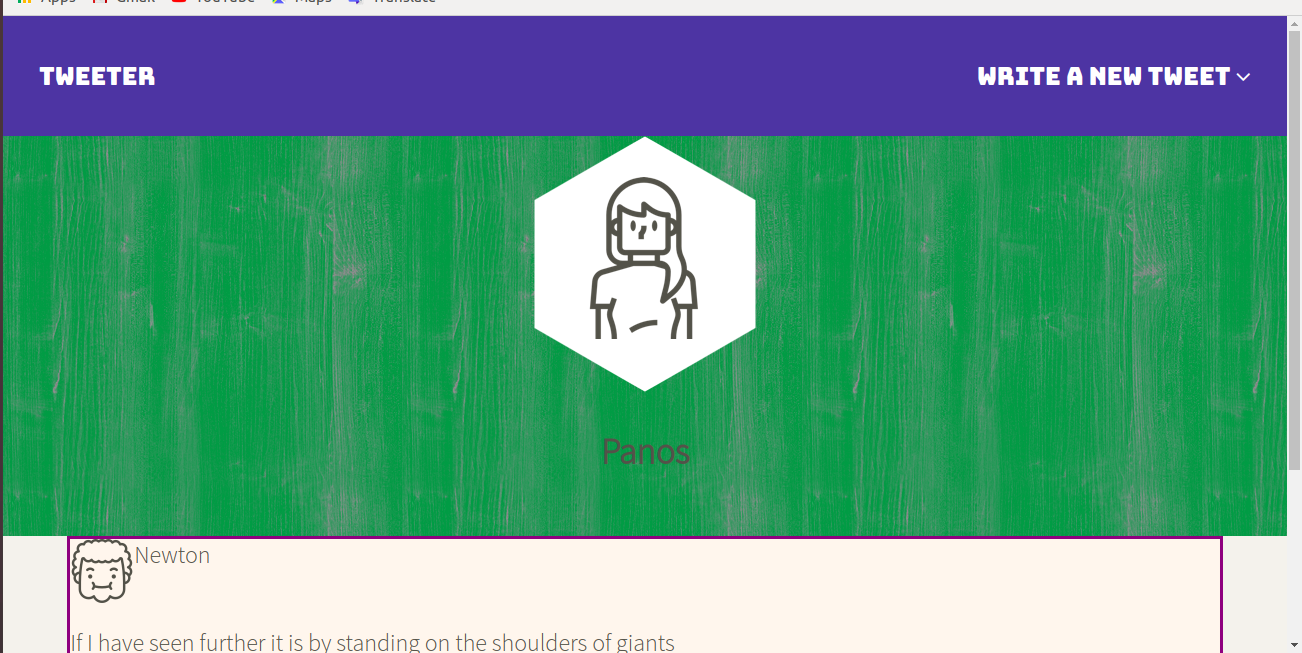 Apps Gmail YouTube Maps Translate
TWEETER
WRITE A NEW TWEET
Panos
Newton
If I have seen further it is by standing on the shoulders of giants